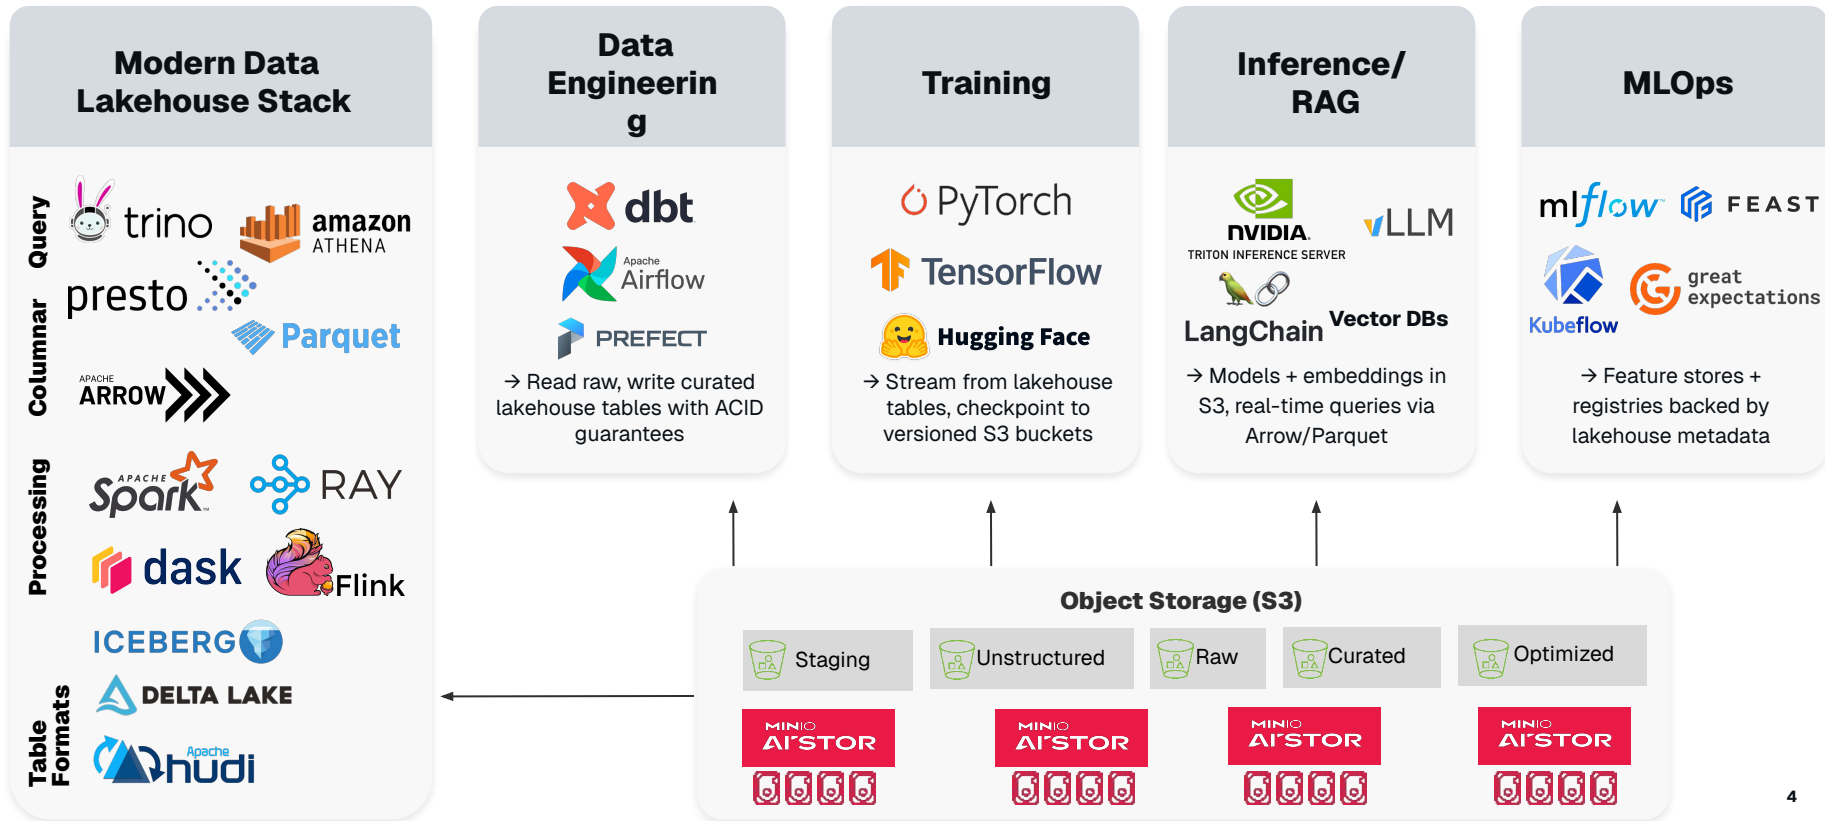 Modern Data
Lakehouse Stack
Query
trino
amazon
ATHENA
presto
Columnar
Parquet
APACHE
ARROW
Processing
APACHE
Spark™
RAY
dask
Flink
Table
Formats
ICEBERG
DELTA LAKE
Apache
hudi
Data
Engineerin
g
dbt
Apache
Airflow
PREFECT
→ Read raw, write curated
lakehouse tables with ACID
guarantees
Training
PyTorch
TensorFlow
Hugging Face
→ Stream from lakehouse
tables, checkpoint to
versioned S3 buckets
Inference/
RAG
NVIDIA.
TRITON INFERENCE SERVER
vLLM
LangChain
Vector DBs
→ Models + embeddings in
S3, real-time queries via
Arrow/Parquet
MLOps
mlflow™
FEAST
Kubeflow
great
expectations
→ Feature stores +
registries backed by
lakehouse metadata
Object Storage (S3)
Staging
Unstructured
Raw
Curated
Optimized
MINIO
AISTOR
MINIO
AISTOR
MINIO
AISTOR
MINIO
AISTOR
4